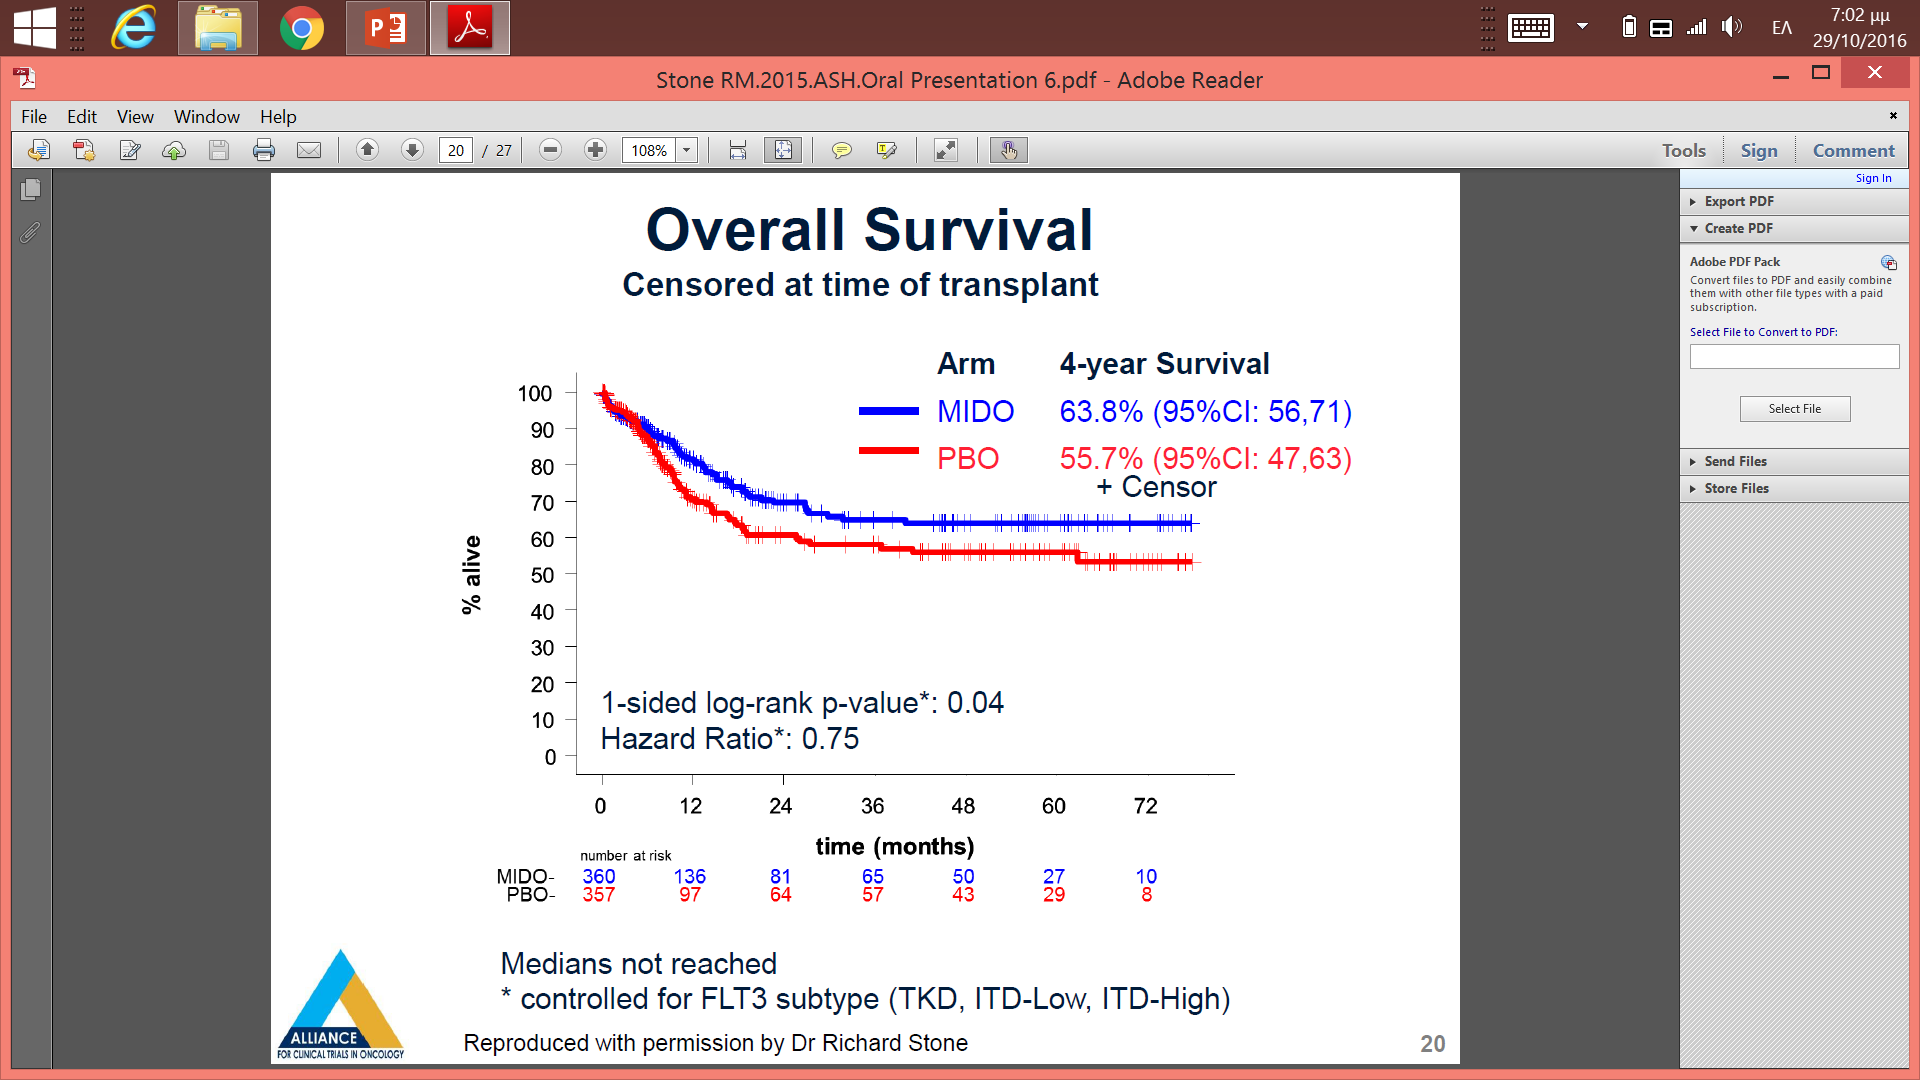 7:02 μμ
ΕΛ
29/10/2016
Stone RM.2015.ASH.Oral Presentation 6.pdf - Adobe Reader
File Edit View Window Help
20 / 27 108% Tools Sign Comment
Sign In
Export PDF
Create PDF
Adobe PDF Pack
Convert files to PDF and easily combine
them with other file types with a paid
subscription.
Select File to Convert to PDF:
Select File
Send Files
Store Files
Overall Survival
Censored at time of transplant
Arm 4-year Survival
MIDO 63.8% (95%CI: 56,71)
PBO 55.7% (95%CI: 47,63)
+ Censor
% alive
100
90
80
70
60
50
40
30
20
10
0
1-sided log-rank p-value*: 0.04
Hazard Ratio*: 0.75
0 12 24 36 48 60 72
time (months)
number at risk
MIDO- 360 136 81 65 50 27 10
PBO- 357 97 64 57 43 29 8
Medians not reached
* controlled for FLT3 subtype (TKD, ITD-Low, ITD-High)
ALLIANCE
FOR CLINICAL TRIALS IN ONCOLOGY
Reproduced with permission by Dr Richard Stone
20